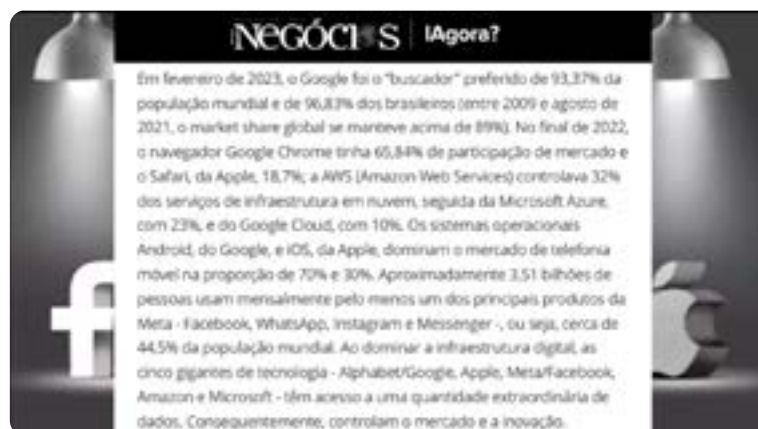 NEGÓCIOS | IAgora?
Em fevereiro de 2023, o Google foi o "buscador" preferido de 93,37% da
população mundial e de 96,83% dos brasileiros (entre 2009 e agosto de
2021, o market share global se manteve acima de 89%). No final de 2022,
o navegador Google Chrome tinha 65,84% de participação de mercado e
o Safari, da Apple, 18,7%; a AWS (Amazon Web Services) controlava 32%
dos serviços de infraestrutura em nuvem, seguida da Microsoft Azure,
com 23%, e do Google Cloud, com 10%. Os sistemas operacionais
Android, do Google, e iOS, da Apple, dominam o mercado de telefonia
móvel na proporção de 70% e 30%. Aproximadamente 3.51 bilhões de
pessoas usam mensalmente pelo menos um dos principais produtos da
Meta - Facebook, WhatsApp, Instagram e Messenger -, ou seja, cerca de
44,5% da população mundial. Ao dominar a infraestrutura digital, as
cinco gigantes de tecnologia - Alphabet/Google, Apple, Meta/Facebook,
Amazon e Microsoft - têm acesso a uma quantidade extraordinária de
dados. Consequentemente, controlam o mercado e a inovação.